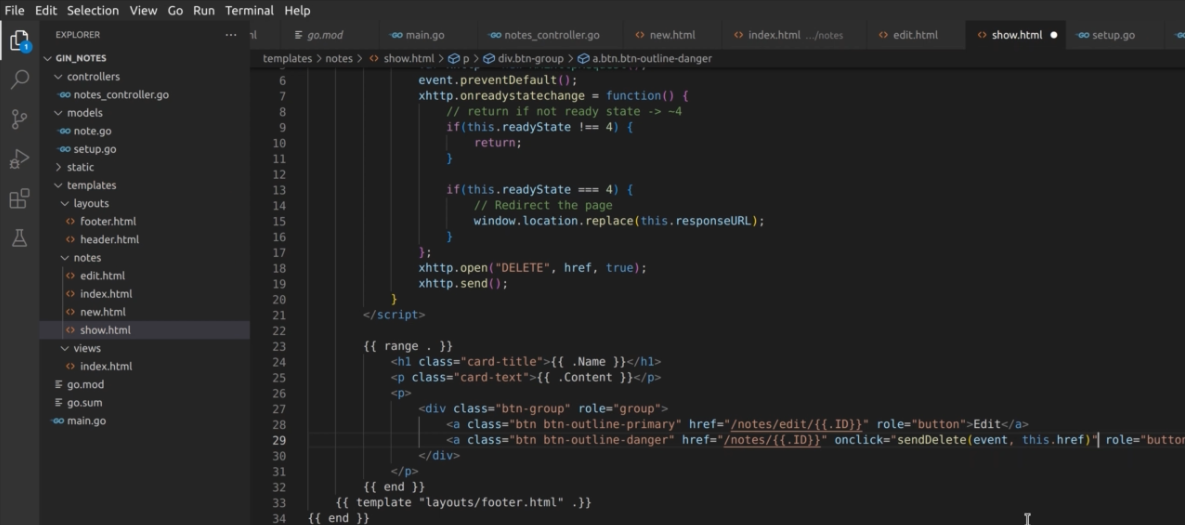 File Edit Selection View Go Run Terminal Help
EXPLORER ...
go.mod main.go notes_controller.go new.html index.html .../notes edit.html show.html setup.go
1
GIN_NOTES
templates > notes > show.html > p > div.btn-group > a.btn.btn-outline-danger
controllers
notes_controller.go
models
note.go
setup.go
static
templates
layouts
footer.html
header.html
notes
edit.html
index.html
new.html
show.html
views
index.html
go.mod
go.sum
main.go
6 event.preventDefault();
7 xhttp.onreadystatechange = function() {
8 // return if not ready state -> ~4
9 if(this.readyState !== 4) {
10 return;
11 }
12
13 if(this.readyState === 4) {
14 // Redirect the page
15 window.location.replace(this.responseURL);
16 }
17 };
18 xhttp.open("DELETE", href, true);
19 xhttp.send();
20 }
21 </script>
22
23 {{ range . }}
24 <h1 class="card-title">{{ .Name }}</h1>
25 <p class="card-text">{{ .Content }}</p>
26 <p>
27 <div class="btn-group" role="group">
28 <a class="btn btn-outline-primary" href="/notes/edit/{{.ID}}" role="button">Edit</a>
29 <a class="btn btn-outline-danger" href="/notes/{{.ID}}" onclick="sendDelete(event, this.href)" role="button
30 </div>
31 </p>
32 {{ end }}
33 {{ template "layouts/footer.html" .}}
34 {{ end }}